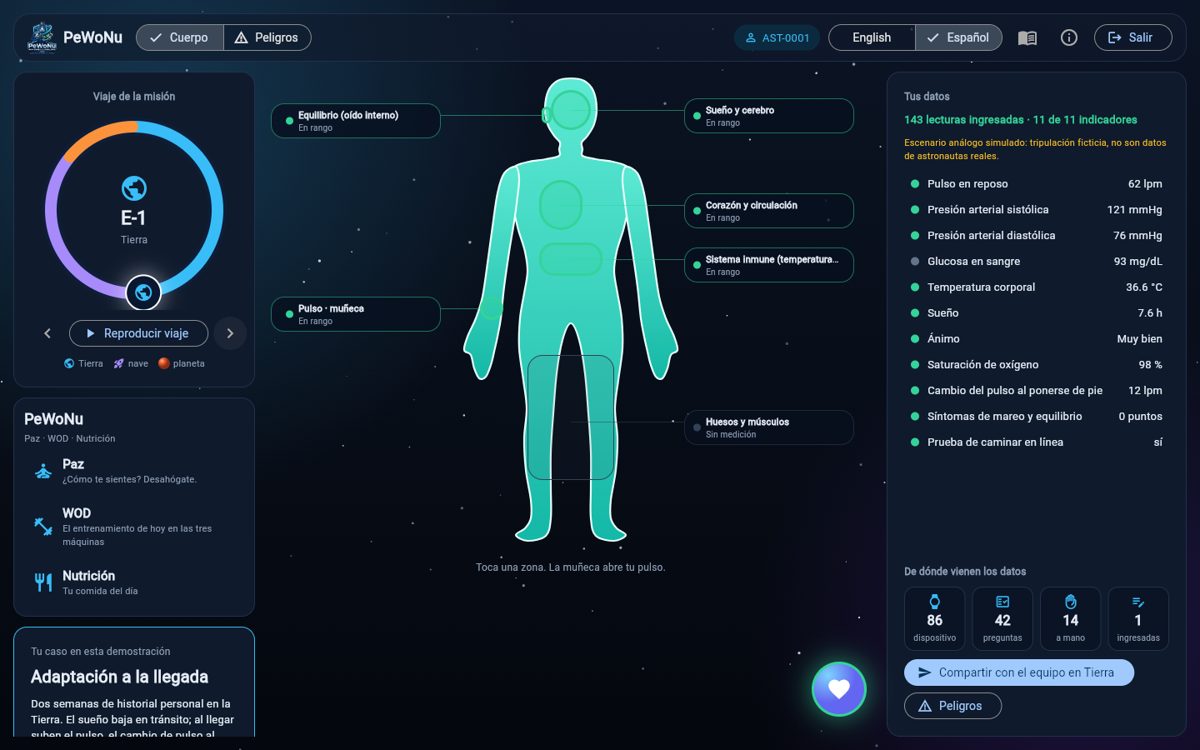 PeWoNu
PeWoNu
Cuerpo
Peligros
AST-0001
English
Español
Salir
Viaje de la misión
E-1
Tierra
Reproducir viaje
Tierra
nave
planeta
PeWoNu
Paz · WOD · Nutrición
Paz
¿Cómo te sientes? Desahógate.
WOD
El entrenamiento de hoy en las tres
máquinas
Nutrición
Tu comida del día
Tu caso en esta demostración
Adaptación a la llegada
Dos semanas de historial personal en la
Tierra. El sueño baja en tránsito; al llegar
suben el pulso, el cambio de pulso al
Equilibrio (oído interno)
En rango
Pulso · muñeca
En rango
Sueño y cerebro
En rango
Corazón y circulación
En rango
Sistema inmune (temperatura...
En rango
Huesos y músculos
Sin medición
Toca una zona. La muñeca abre tu pulso.
Tus datos
143 lecturas ingresadas · 11 de 11 indicadores
Escenario análogo simulado: tripulación ficticia, no son datos
de astronautas reales.
Pulso en reposo 62 lpm
Presión arterial sistólica 121 mmHg
Presión arterial diastólica 76 mmHg
Glucosa en sangre 93 mg/dL
Temperatura corporal 36.6 °C
Sueño 7.6 h
Ánimo Muy bien
Saturación de oxígeno 98 %
Cambio del pulso al ponerse de pie 12 lpm
Síntomas de mareo y equilibrio 0 puntos
Prueba de caminar en línea sí
De dónde vienen los datos
86 dispositivo
42 preguntas
14 a mano
1 ingresadas
Compartir con el equipo en Tierra
Peligros